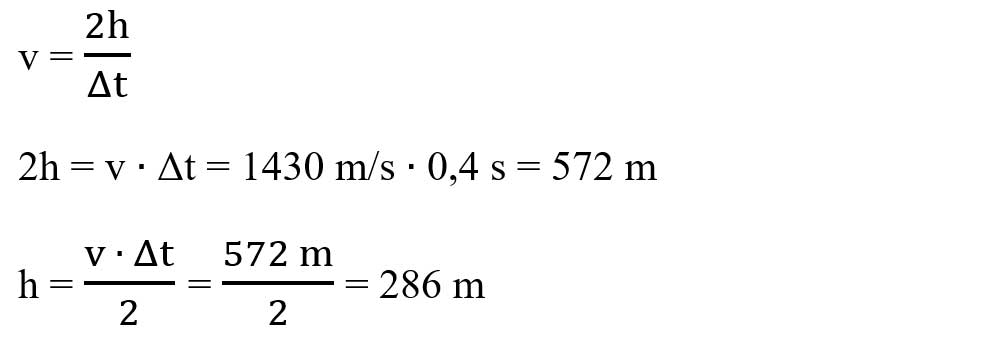 v = 2h / Δt
2h = v · Δt = 1430 m/s · 0,4 s = 572 m
h = v · Δt / 2 = 572 m / 2 = 286 m